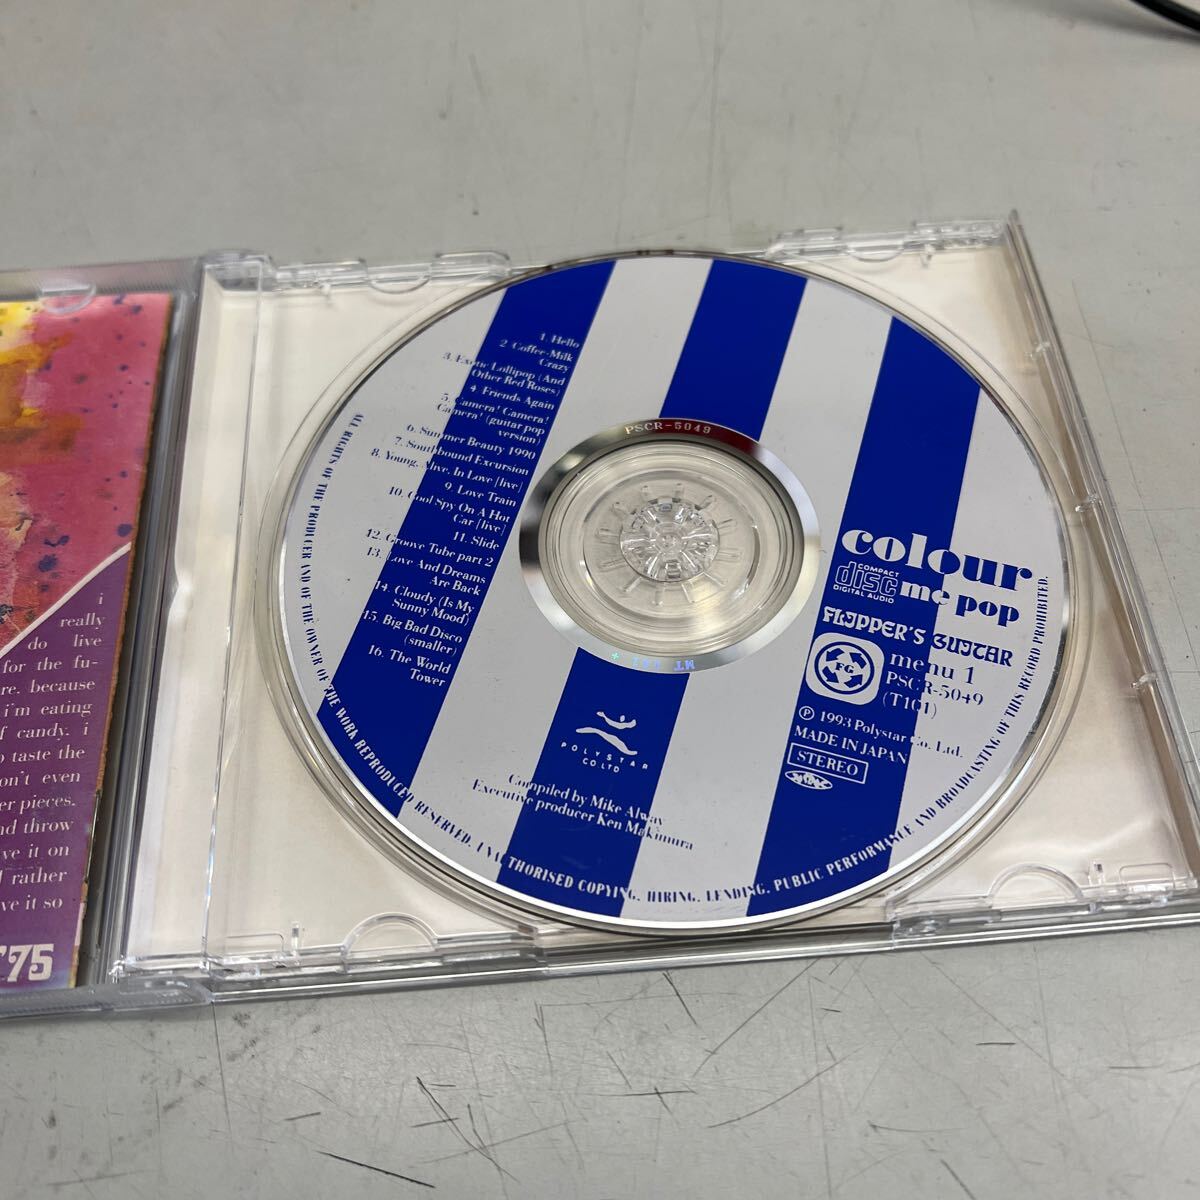 1. Hello
2. Coffee-Milk
Crazy
3. Exotic Lollipop (And
Other Red Roses)
4. Friends Again
5. Camera! Camera!
Camera! (guitar pop
version)
6. Summer Beauty 1990
7. Southbound Excursion
8. Young, Alive, In Love [live]
9. Love Train
10. Cool Spy On A Hot
Car [live]
11. Slide
12. Groove Tube part 2
13. Love And Dreams
Are Back
14. Cloudy (Is My
Sunny Mood)
15. Big Bad Disco
(smaller)
16. The World
Tower
PSCR-5049
colour
me pop
COMPACT
disc
DIGITAL AUDIO
FLIPPER'S GUITAR
FG
menu 1
PSCR-5049
(T101)
℗ 1993 Polystar Co. Ltd.
MADE IN JAPAN
STEREO
POLYSTAR
CO.LTD
Compiled by Mike Alway
Executive producer Ken Makimura
ALL RIGHTS OF THE PRODUCER AND OF THE OWNER OF THE WORK REPRODUCED RESERVED. UNAUTHORISED COPYING, HIRING, LENDING, PUBLIC PERFORMANCE AND BROADCASTING OF THIS RECORD PROHIBITED.
i
really
do live
for the fu-
re. because
i'm eating
f candy. i
o taste the
on't even
er pieces.
nd throw
ve it on
rather
ve it so
'75